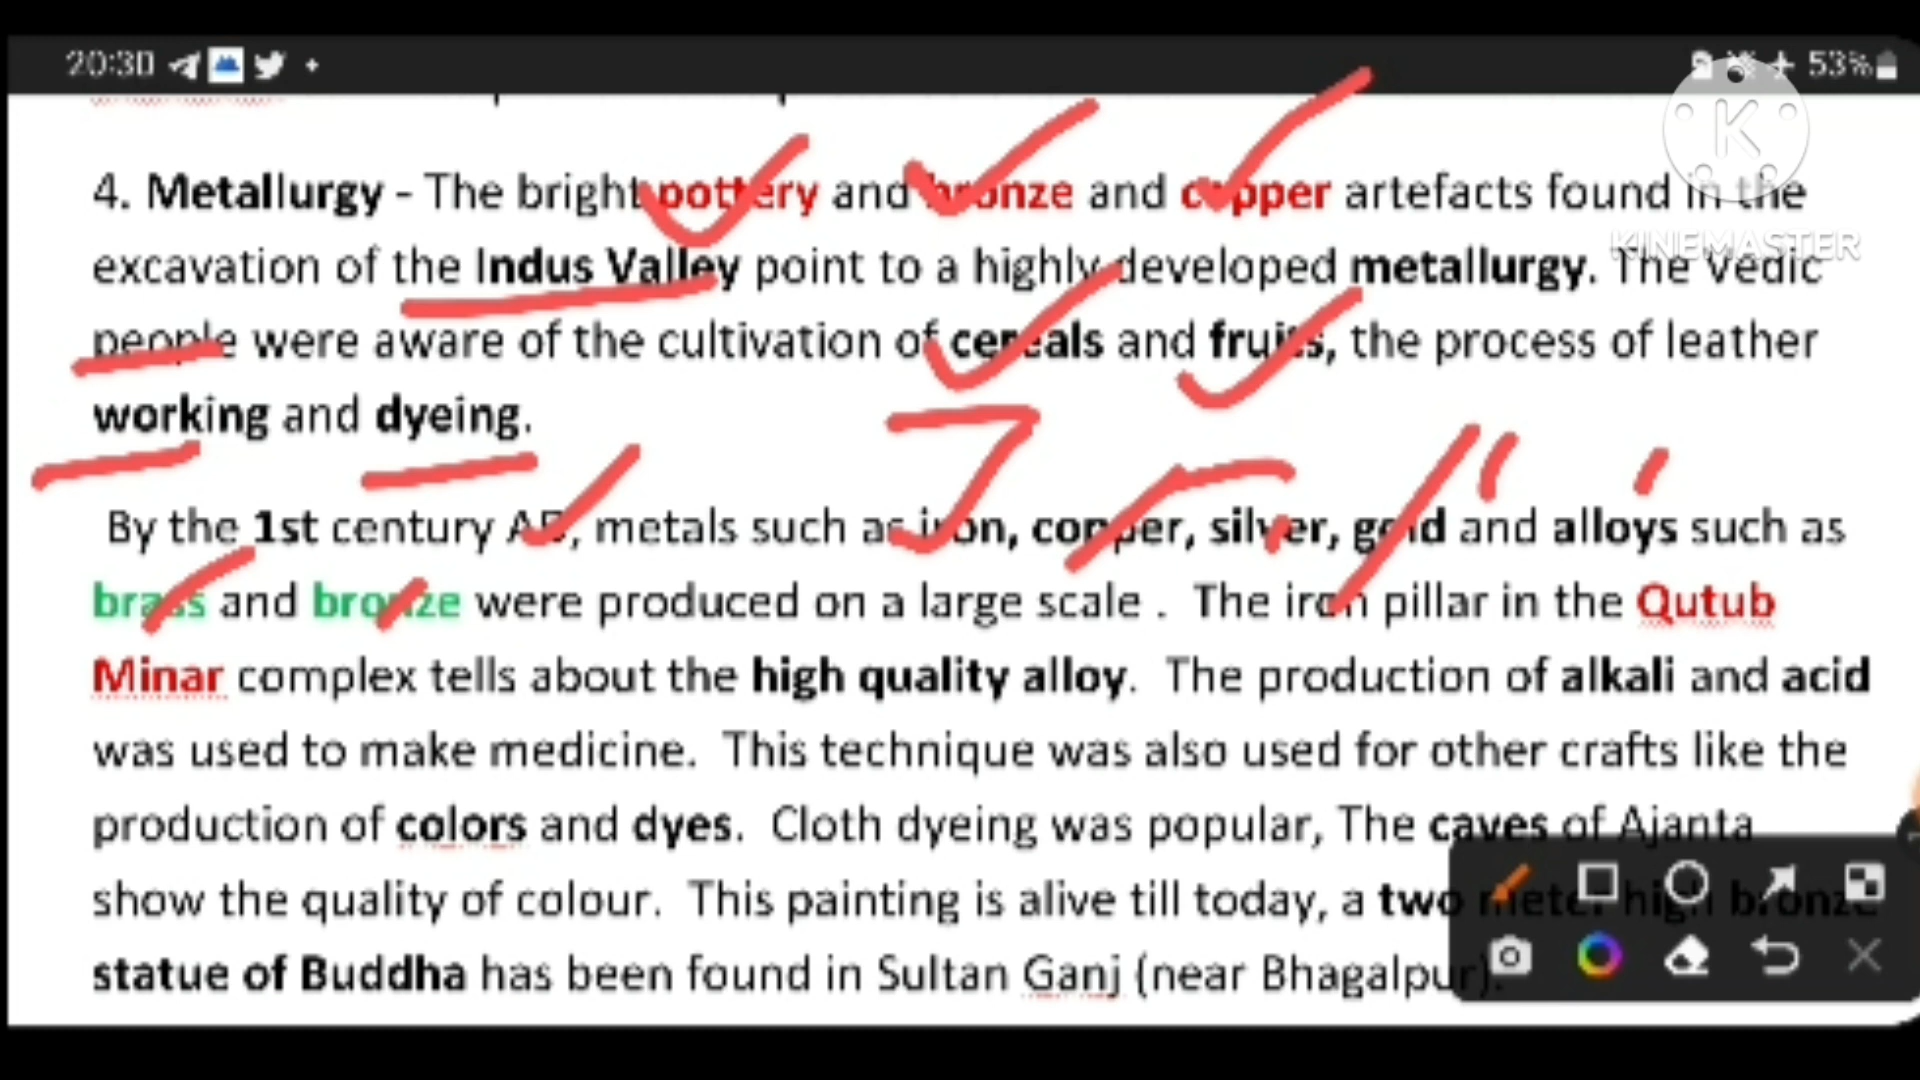 20:30
53%
KINEMASTER
4. Metallurgy - The bright pottery and bronze and copper artefacts found in the
excavation of the Indus Valley point to a highly developed metallurgy. The Vedic
people were aware of the cultivation of cereals and fruits, the process of leather
working and dyeing.
By the 1st century AD, metals such as iron, copper, silver, gold and alloys such as
brass and bronze were produced on a large scale . The iron pillar in the Qutub
Minar complex tells about the high quality alloy. The production of alkali and acid
was used to make medicine. This technique was also used for other crafts like the
production of colors and dyes. Cloth dyeing was popular, The caves of Ajanta
show the quality of colour. This painting is alive till today, a two meter high bronze
statue of Buddha has been found in Sultan Ganj (near Bhagalpur).